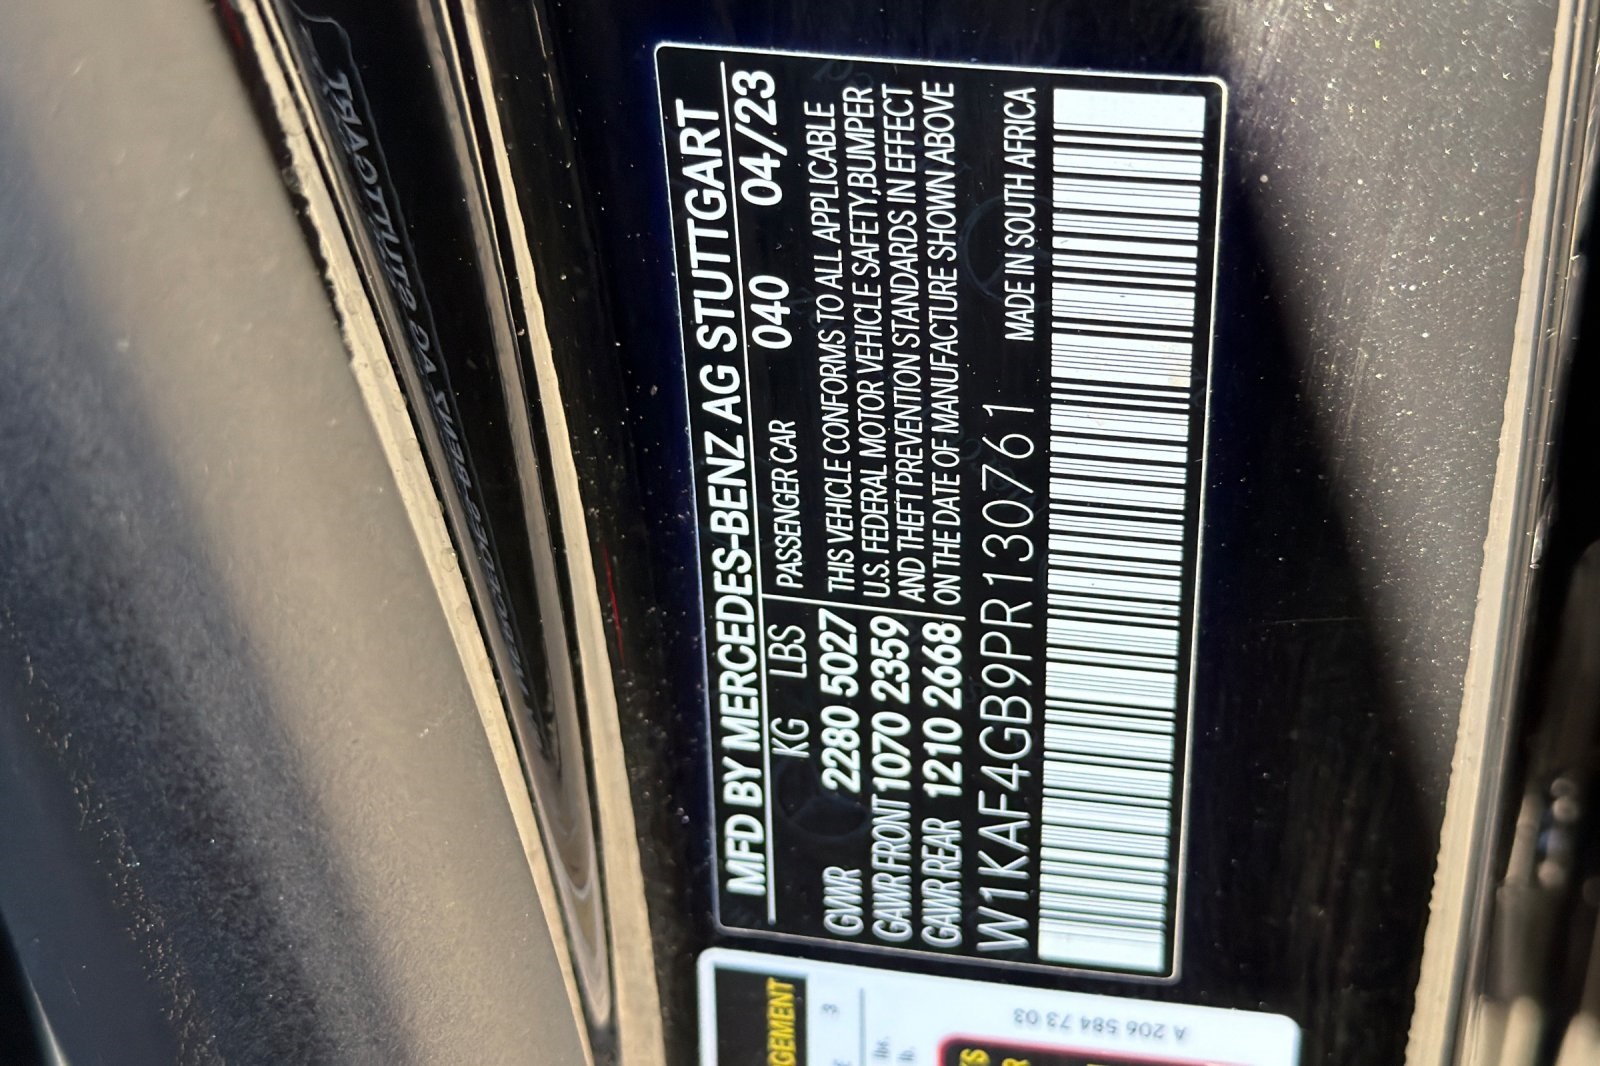 MFD BY MERCEDES-BENZ AG STUTTGART
KG LBS PASSENGER CAR 040 04/23
GVWR 2280 5027 THIS VEHICLE CONFORMS TO ALL APPLICABLE
GAWR FRONT 1070 2359 U.S. FEDERAL MOTOR VEHICLE SAFETY,BUMPER
GAWR REAR 1210 2668 AND THEFT PREVENTION STANDARDS IN EFFECT
ON THE DATE OF MANUFACTURE SHOWN ABOVE
W1KAF4GB9PR130761 MADE IN SOUTH AFRICA
A 206 584 73 03